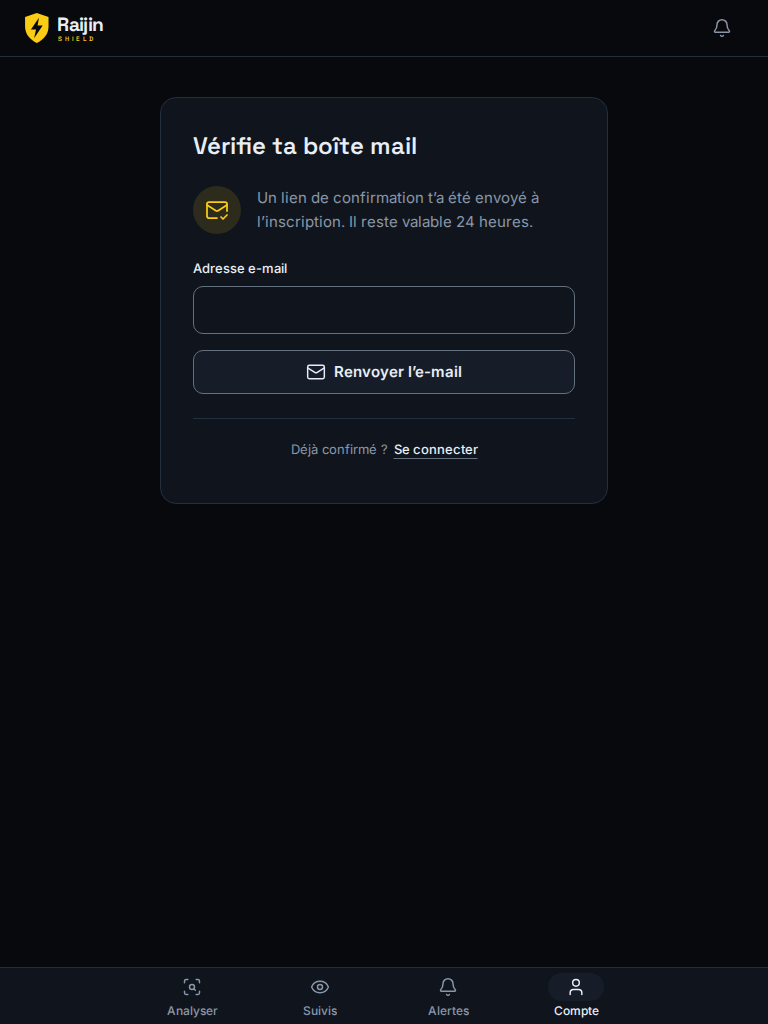 Raijin
SHIELD
Vérifie ta boîte mail
Un lien de confirmation t’a été envoyé à
l’inscription. Il reste valable 24 heures.
Adresse e-mail
Renvoyer l’e-mail
Déjà confirmé ? Se connecter
Analyser
Suivis
Alertes
Compte